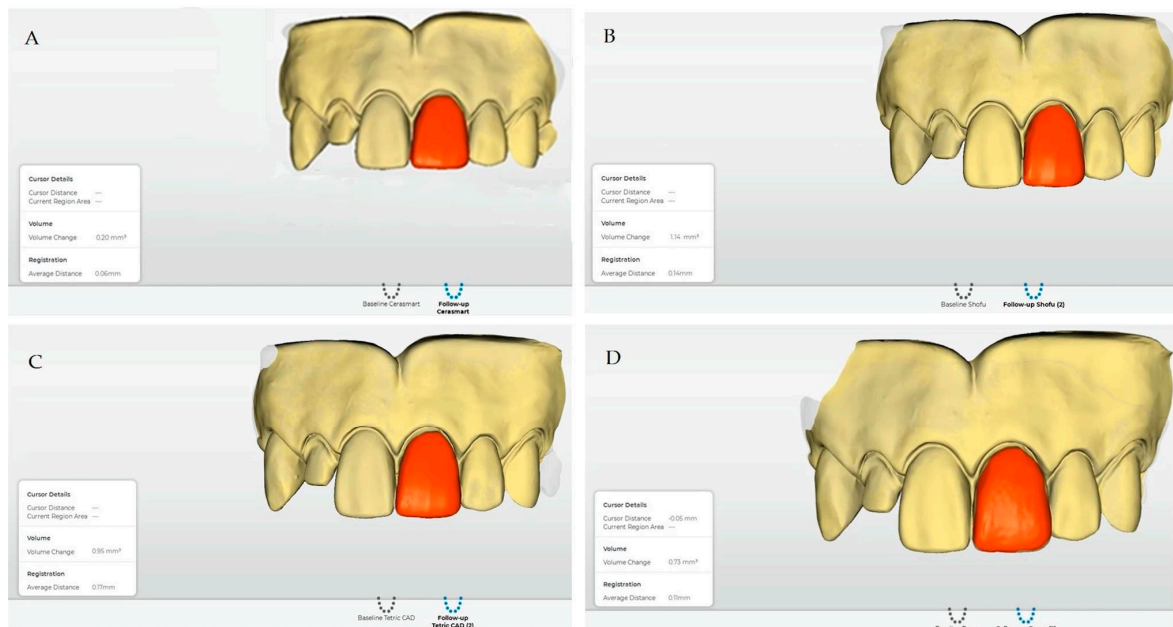 A
Cursor Details
Cursor Distance —
Current Region Area —
Volume
Volume Change 0.20 mm³
Registration
Average Distance 0.06mm
Baseline Cerasmart
Follow-up
Cerasmart
B
Cursor Details
Cursor Distance —
Current Region Area —
Volume
Volume Change 1.14 mm³
Registration
Average Distance 0.14mm
Baseline Shofu
Follow-up Shofu (2)
C
Cursor Details
Cursor Distance —
Current Region Area —
Volume
Volume Change 0.95 mm³
Registration
Average Distance 0.17mm
Baseline Tetric CAD
Follow-up
Tetric CAD (2)
D
Cursor Details
Cursor Distance -0.05 mm
Current Region Area —
Volume
Volume Change 0.73 mm³
Registration
Average Distance 0.11mm